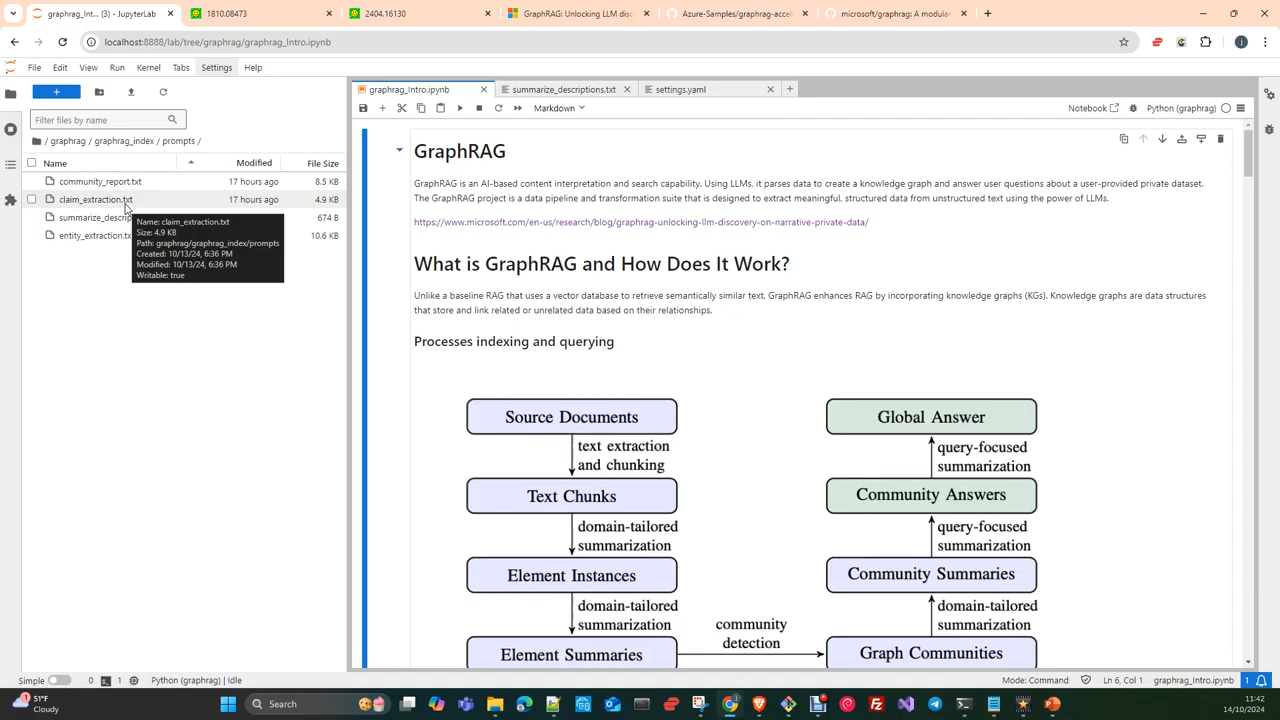 graphrag_Intro... (3) - JupyterLab
1810.08473
2404.16130
GraphRAG: Unlocking LLM disc
Azure-Samples/graphrag-accele
microsoft/graphrag: A modular
localhost:8888/lab/tree/graphrag/graphrag_Intro.ipynb
File Edit View Run Kernel Tabs Settings Help
graphrag_Intro.ipynb
summarize_descriptions.txt
settings.yaml
Markdown
Notebook
Python (graphrag)
Filter files by name
/ graphrag / graphrag_index / prompts /
Name Modified File Size
community_report.txt 17 hours ago 8.5 KB
claim_extraction.txt 17 hours ago 4.9 KB
summarize_descrip 17 hours ago 674 B
entity_extraction.tx 17 hours ago 10.6 KB
Name: claim_extraction.txt
Size: 4.9 KB
Path: graphrag/graphrag_index/prompts
Created: 10/13/24, 6:36 PM
Modified: 10/13/24, 6:36 PM
Writable: true
GraphRAG
GraphRAG is an AI-based content interpretation and search capability. Using LLMs, it parses data to create a knowledge graph and answer user questions about a user-provided private dataset.
The GraphRAG project is a data pipeline and transformation suite that is designed to extract meaningful, structured data from unstructured text using the power of LLMs.
https://www.microsoft.com/en-us/research/blog/graphrag-unlocking-llm-discovery-on-narrative-private-data/
What is GraphRAG and How Does It Work?
Unlike a baseline RAG that uses a vector database to retrieve semantically similar text, GraphRAG enhances RAG by incorporating knowledge graphs (KGs). Knowledge graphs are data structures
that store and link related or unrelated data based on their relationships.
Processes indexing and querying
Source Documents
text extraction
and chunking
Text Chunks
domain-tailored
summarization
Element Instances
domain-tailored
summarization
Element Summaries
community
detection
Global Answer
query-focused
summarization
Community Answers
query-focused
summarization
Community Summaries
domain-tailored
summarization
Graph Communities
Simple 0 1 Python (graphrag) | Idle
Mode: Command Ln 6, Col 1 graphrag_Intro.ipynb 1
51°F
Cloudy
Search
11:42
14/10/2024